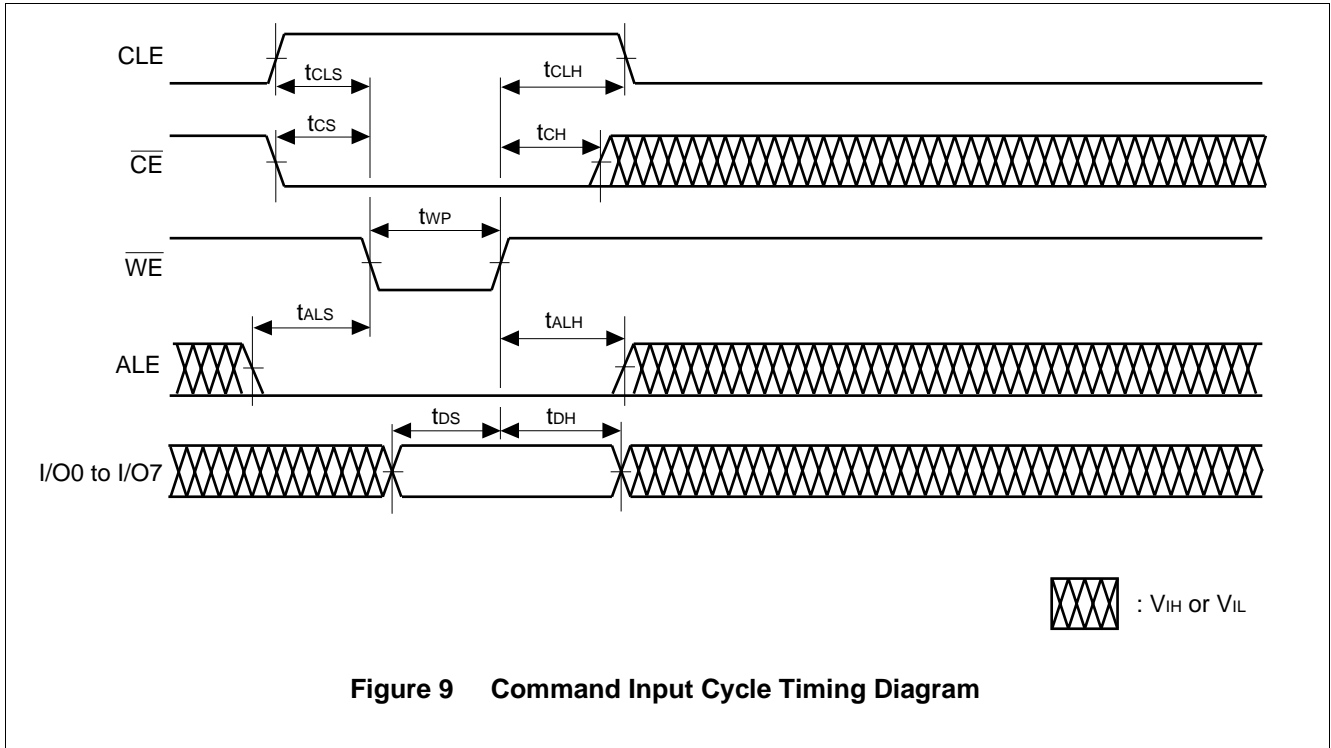 CLE
tCLS
tCLH
tCS
tCH
CE
tWP
WE
tALS
tALH
ALE
tDS
tDH
I/O0 to I/O7
: VIH or VIL
Figure 9 Command Input Cycle Timing Diagram